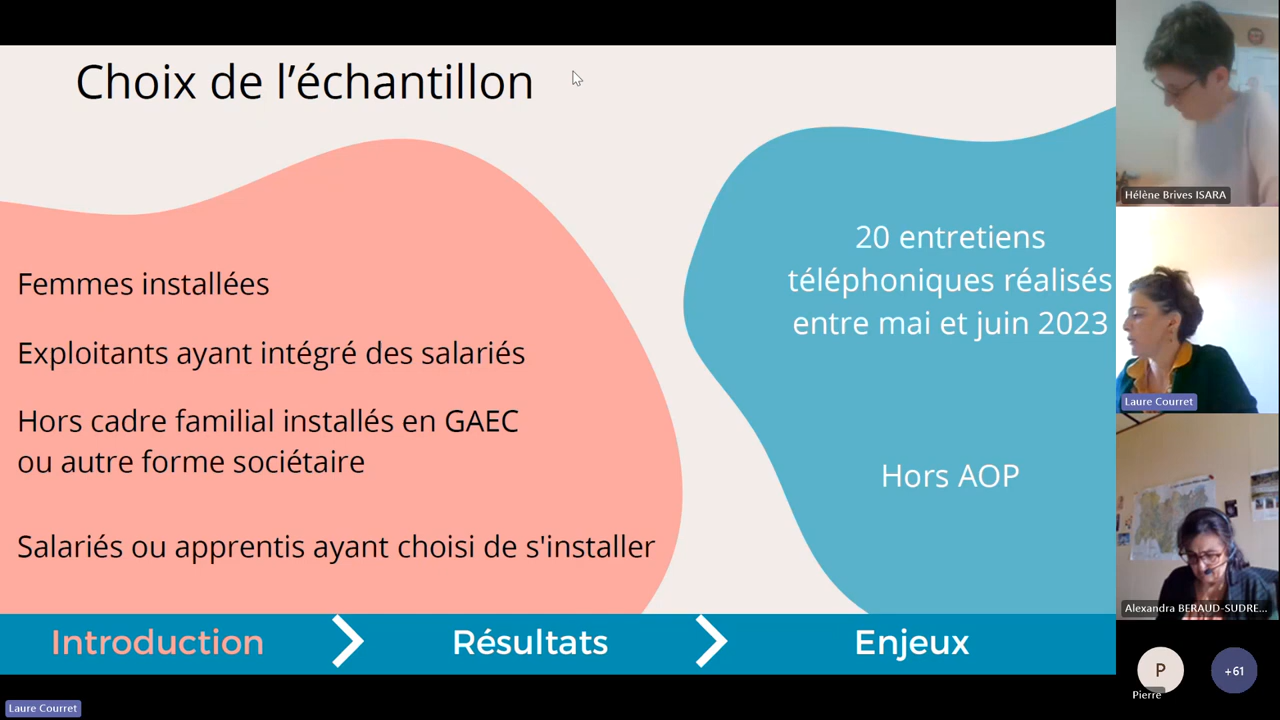 Choix de l’échantillon
Femmes installées
Exploitants ayant intégré des salariés
Hors cadre familial installés en GAEC
ou autre forme sociétaire
Salariés ou apprentis ayant choisi de s'installer
20 entretiens
téléphoniques réalisés
entre mai et juin 2023
Hors AOP
Introduction
Résultats
Enjeux
Hélène Brives ISARA
Laure Courret
Alexandra BERAUD-SUDRE...
P
Pierre
+61
Laure Courret